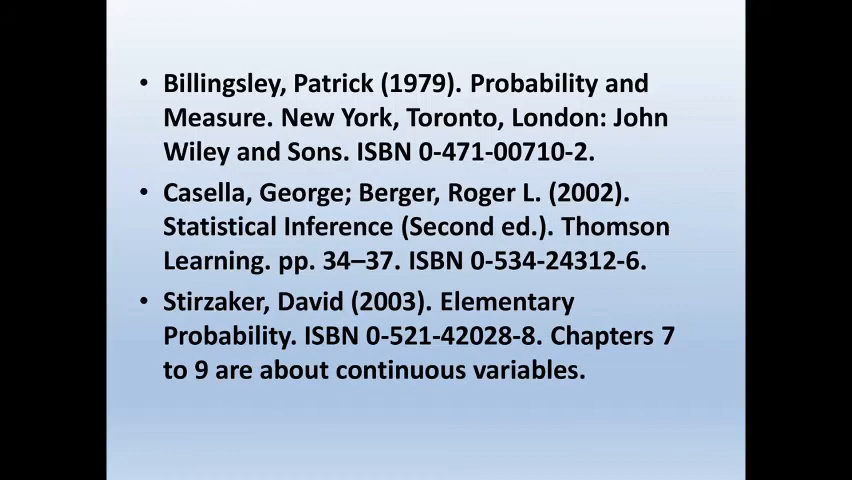 • Billingsley, Patrick (1979). Probability and
Measure. New York, Toronto, London: John
Wiley and Sons. ISBN 0-471-00710-2.
• Casella, George; Berger, Roger L. (2002).
Statistical Inference (Second ed.). Thomson
Learning. pp. 34–37. ISBN 0-534-24312-6.
• Stirzaker, David (2003). Elementary
Probability. ISBN 0-521-42028-8. Chapters 7
to 9 are about continuous variables.